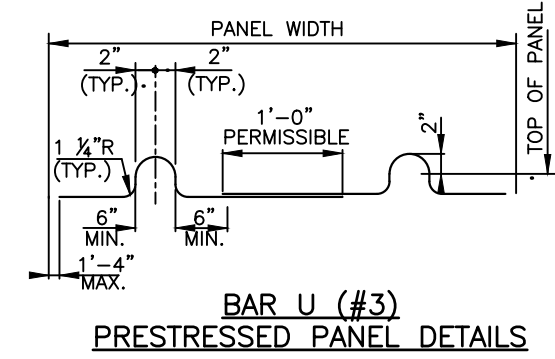 PANEL WIDTH
2" 2"
(TYP.) (TYP.)
1'-0"
PERMISSIBLE
2"
TOP OF PANEL
1 ¼"R
(TYP.)
6" 6"
MIN. MIN.
1'-4"
MAX.
BAR U (#3)
PRESTRESSED PANEL DETAILS